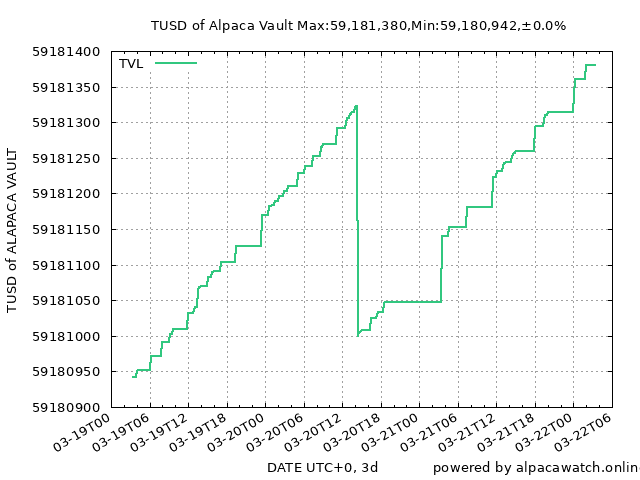 TUSD of Alpaca Vault Max:59,181,380,Min:59,180,942,±0.0%
TUSD of ALAPACA VAULT
TVL
59181400
59181350
59181300
59181250
59181200
59181150
59181100
59181050
59181000
59180950
59180900
03-19T00
03-19T06
03-19T12
03-19T18
03-20T00
03-20T06
03-20T12
03-20T18
03-21T00
03-21T06
03-21T12
03-21T18
03-22T00
03-22T06
DATE UTC+0, 3d
powered by alpacawatch.onlin